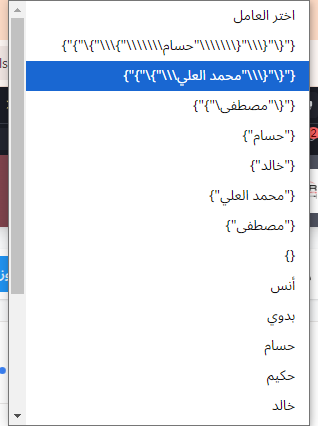 اختر العامل
{"{\"{\\\"{\\\\\\\"حسام\\\\\\\"}\\\"}\"}"}
{"{\"{\\\"محمد العلي\\\"}\"}"}
{"{\"مصطفى\"}"}
{"حسام"}
{"خالد"}
{"محمد العلي"}
{"مصطفى"}
{}
أنس
بدوي
حسام
حكيم
خالد